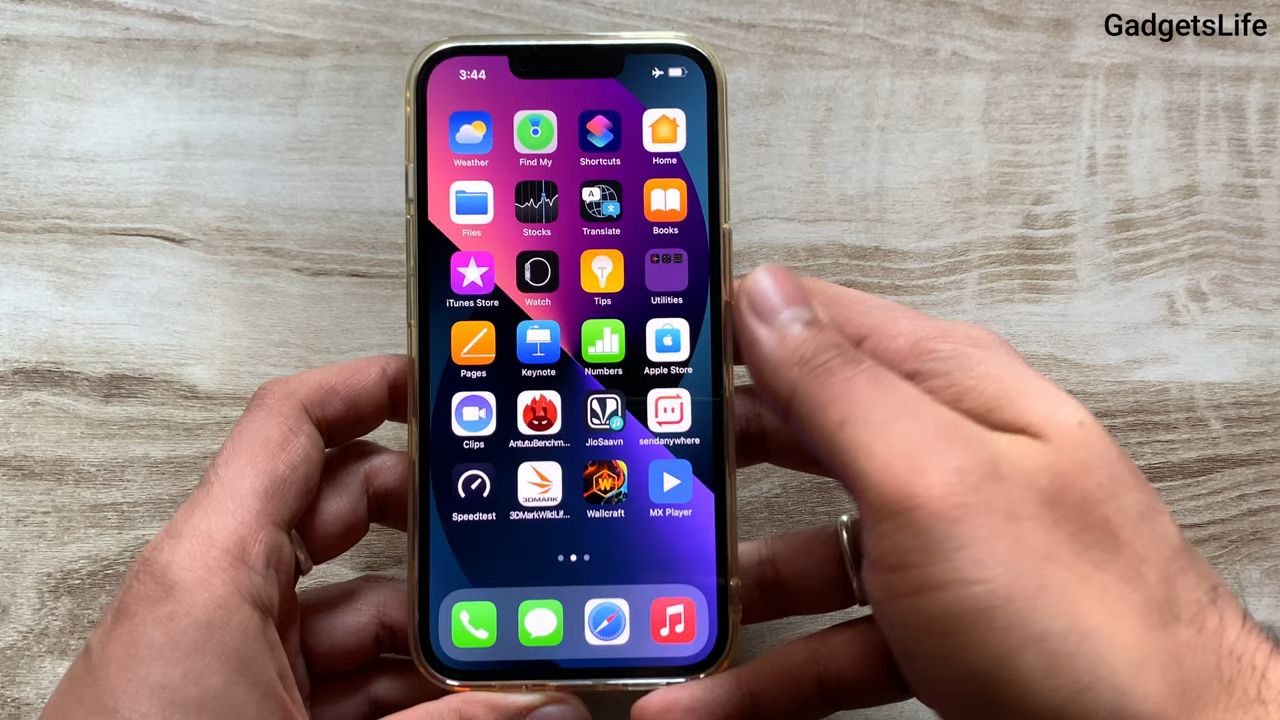 GadgetsLife
3:44
Weather Find My Shortcuts Home
Files Stocks Translate Books
iTunes Store Watch Tips Utilities
Pages Keynote Numbers Apple Store
Clips AntutuBenchm... JioSaavn sendanywhere
3DMARK W
Speedtest 3DMarkWildLif... Wallcraft MX Player